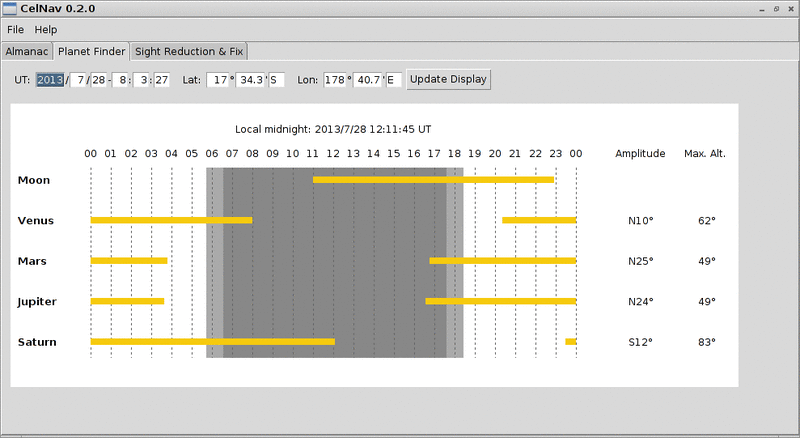 CelNav 0.2.0
File Help
Almanac Planet Finder Sight Reduction & Fix
UT: 2013 / 7 / 28 - 8 : 3 : 27 Lat: 17 ° 34.3 ' S Lon: 178 ° 40.7 ' E Update Display
Local midnight: 2013/7/28 12:11:45 UT
00 01 02 03 04 05 06 07 08 09 10 11 12 13 14 15 16 17 18 19 20 21 22 23 00 Amplitude Max. Alt.
Moon
Venus N10° 62°
Mars N25° 49°
Jupiter N24° 49°
Saturn S12° 83°